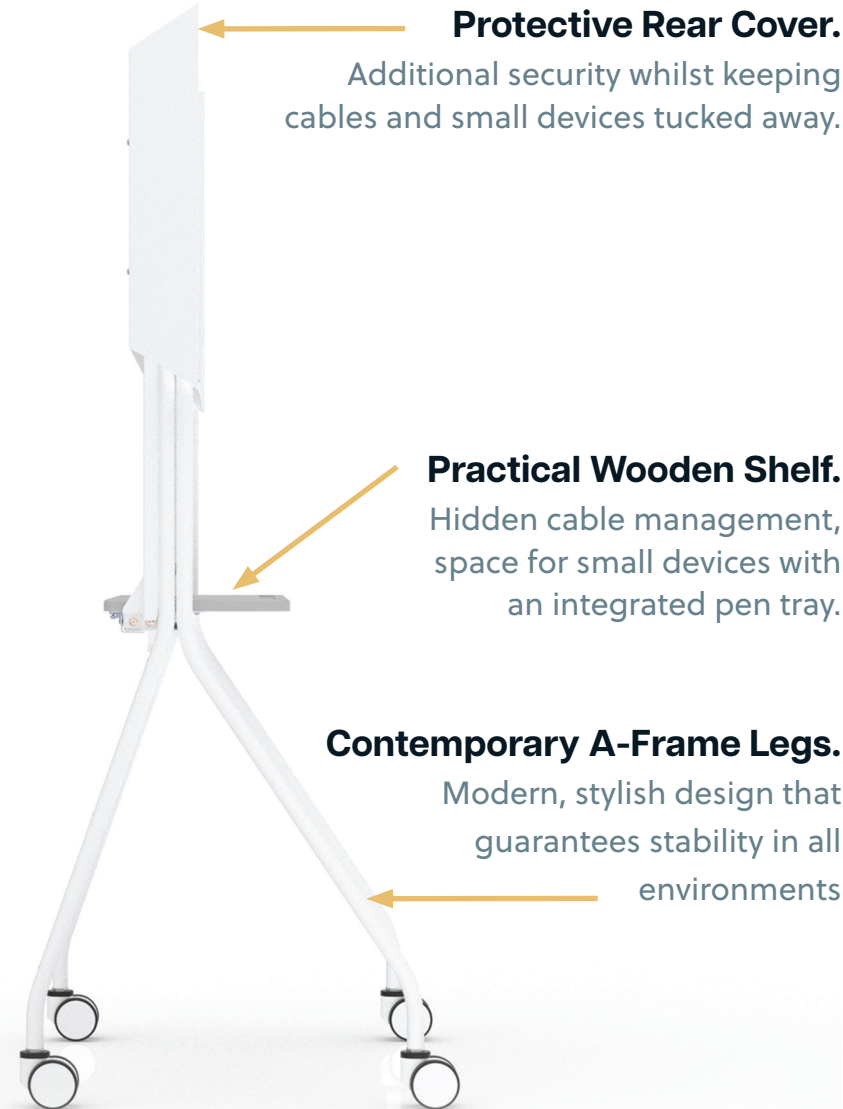 Protective Rear Cover.
Additional security whilst keeping
cables and small devices tucked away.
Practical Wooden Shelf.
Hidden cable management,
space for small devices with
an integrated pen tray.
Contemporary A-Frame Legs.
Modern, stylish design that
guarantees stability in all
environments